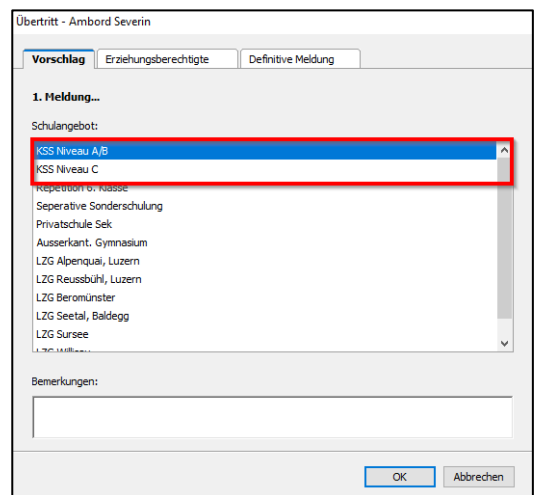 Übertritt - Ambord Severin
Vorschlag Erziehungsberechtigte Definitive Meldung
1. Meldung...
Schulangebot:
KSS Niveau A/B
KSS Niveau C
Repetition 6. Klasse
Seperative Sonderschulung
Privatschule Sek
Ausserkant. Gymnasium
LZG Alpenquai, Luzern
LZG Reussbühl, Luzern
LZG Beromünster
LZG Seetal, Baldegg
LZG Sursee
LZG Willisau
Bemerkungen:
OK Abbrechen